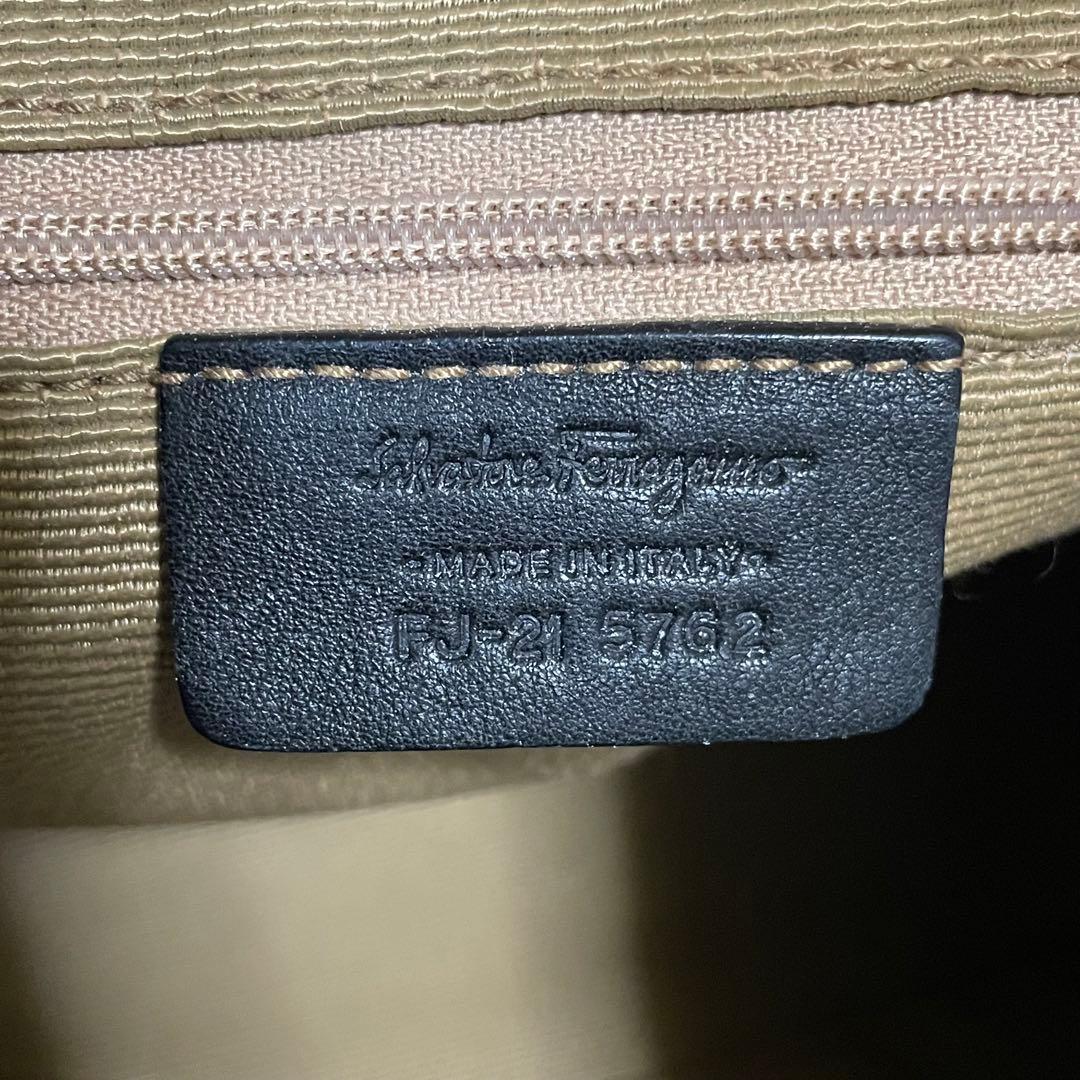 Salvatore Ferragamo
MADE IN ITALY
FJ-21 5762